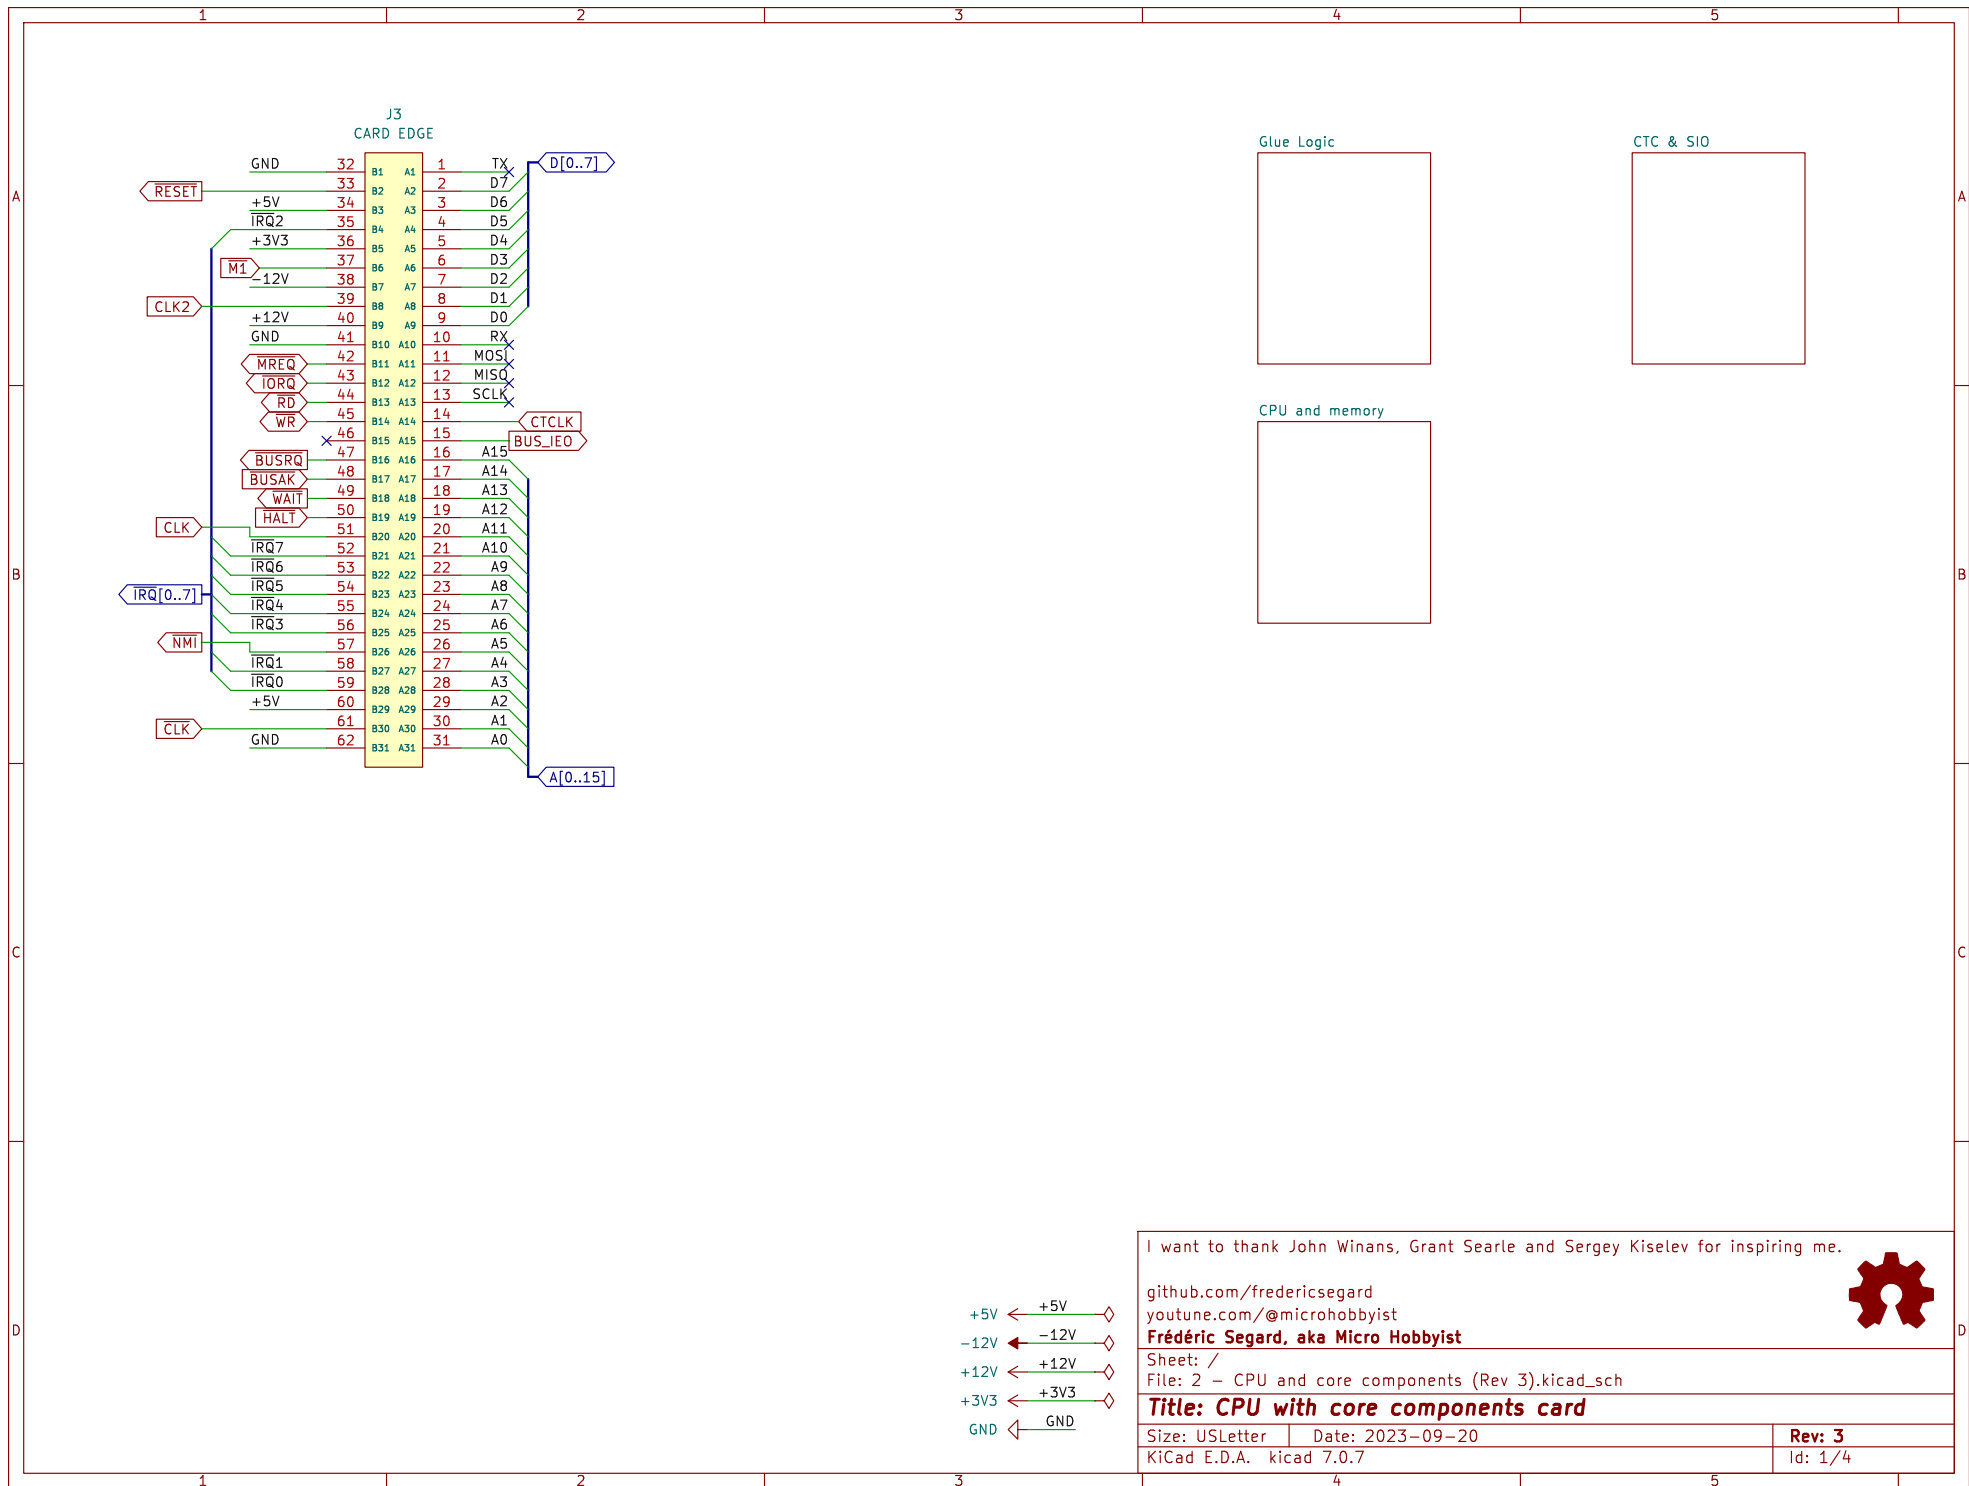 1 2 3 4 5
J3
CARD EDGE
Glue Logic
CTC & SIO
GND 32 B1 A1 1 TX
D[0..7]
RESET 33 B2 A2 2 D7
+5V 34 B3 A3 3 D6
IRQ2 35 B4 A4 4 D5
+3V3 36 B5 A5 5 D4
M1 37 B6 A6 6 D3
-12V 38 B7 A7 7 D2
CLK2 39 B8 A8 8 D1
+12V 40 B9 A9 9 D0
GND 41 B10 A10 10 RX
MREQ 42 B11 A11 11 MOSI
IORQ 43 B12 A12 12 MISO
RD 44 B13 A13 13 SCLK
WR 45 B14 A14 14 CTCLK
46 B15 A15 15 BUS_IEO
BUSRQ 47 B16 A16 16 A15
BUSAK 48 B17 A17 17 A14
WAIT 49 B18 A18 18 A13
HALT 50 B19 A19 19 A12
CLK 51 B20 A20 20 A11
IRQ7 52 B21 A21 21 A10
IRQ6 53 B22 A22 22 A9
IRQ5 54 B23 A23 23 A8
IRQ[0..7]
IRQ4 55 B24 A24 24 A7
IRQ3 56 B25 A25 25 A6
NMI 57 B26 A26 26 A5
IRQ1 58 B27 A27 27 A4
IRQ0 59 B28 A28 28 A3
+5V 60 B29 A29 29 A2
CLK 61 B30 A30 30 A1
GND 62 B31 A31 31 A0
A[0..15]
CPU and memory
A A
B B
C C
D D
+5V +5V
-12V -12V
+12V +12V
+3V3 +3V3
GND GND
I want to thank John Winans, Grant Searle and Sergey Kiselev for inspiring me.
github.com/fredericsegard
youtune.com/@microhobbyist
Frédéric Segard, aka Micro Hobbyist
Sheet: /
File: 2 - CPU and core components (Rev 3).kicad_sch
Title: CPU with core components card
Size: USLetter Date: 2023-09-20 Rev: 3
KiCad E.D.A. kicad 7.0.7 Id: 1/4
1 2 3 4 5